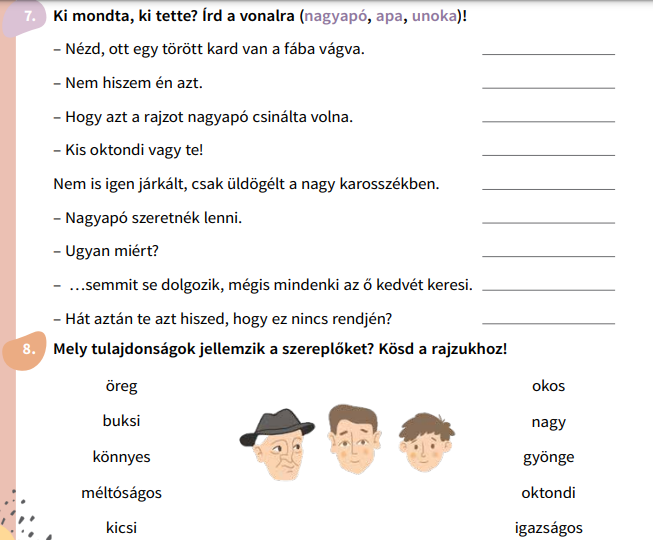 7. Ki mondta, ki tette? Írd a vonalra (nagyapó, apa, unoka)!
– Nézd, ott egy törött kard van a fába vágva.
– Nem hiszem én azt.
– Hogy azt a rajzot nagyapó csinálta volna.
– Kis oktondi vagy te!
Nem is igen járkált, csak üldögélt a nagy karosszékben.
– Nagyapó szeretnék lenni.
– Ugyan miért?
– …semmit se dolgozik, mégis mindenki az ő kedvét keresi.
– Hát aztán te azt hiszed, hogy ez nincs rendjén?
8. Mely tulajdonságok jellemzik a szereplőket? Kösd a rajzukhoz!
öreg okos
buksi nagy
könnyes gyönge
méltóságos oktondi
kicsi igazságos